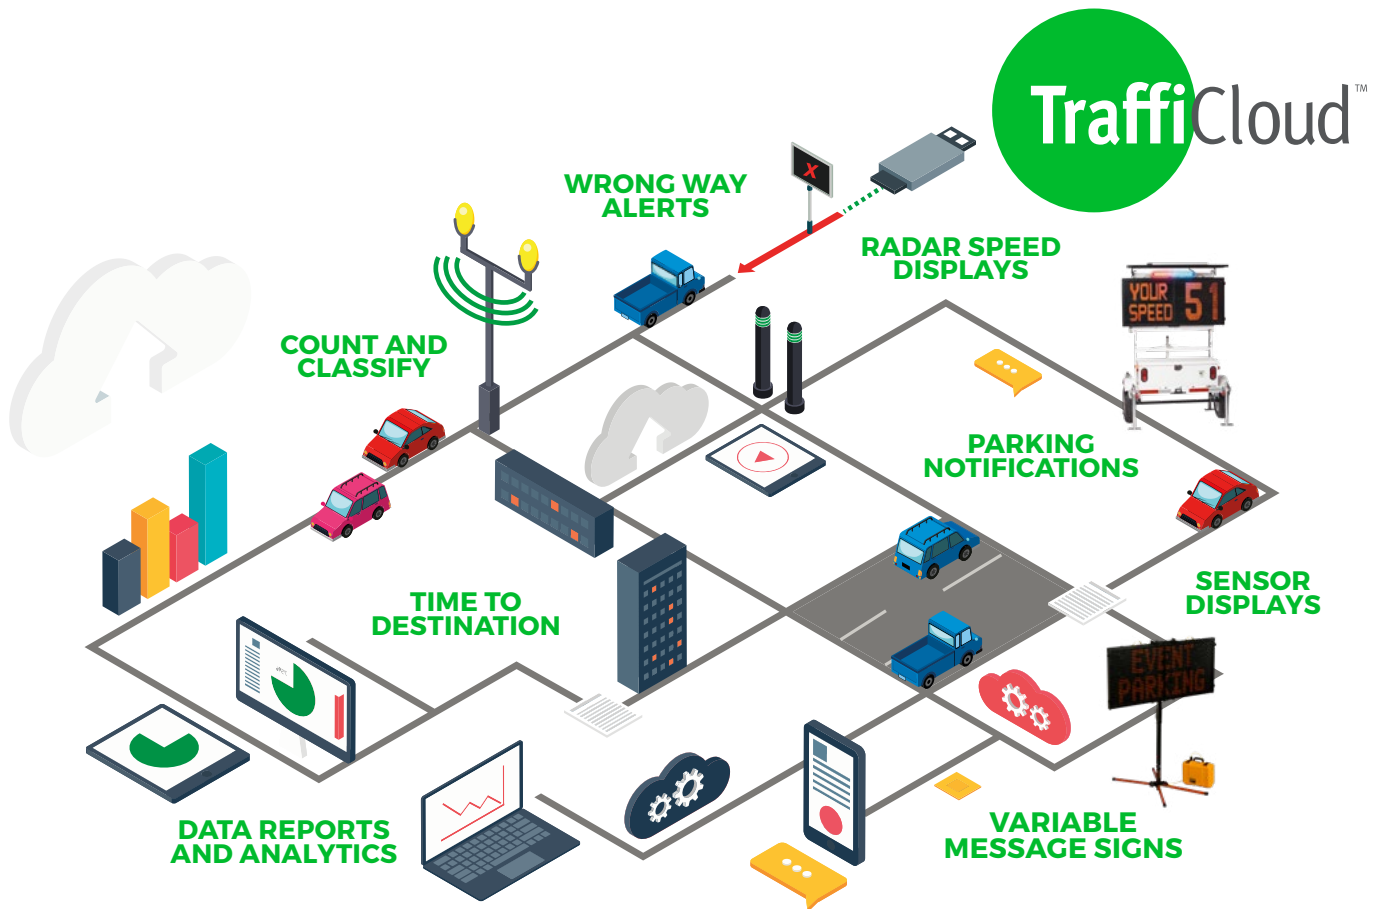 TraffiCloud™
WRONG WAY
ALERTS
X
RADAR SPEED
DISPLAYS
YOUR
SPEED 51
COUNT AND
CLASSIFY
PARKING
NOTIFICATIONS
SENSOR
DISPLAYS
TIME TO
DESTINATION
EVENT
PARKING
DATA REPORTS
AND ANALYTICS
VARIABLE
MESSAGE SIGNS